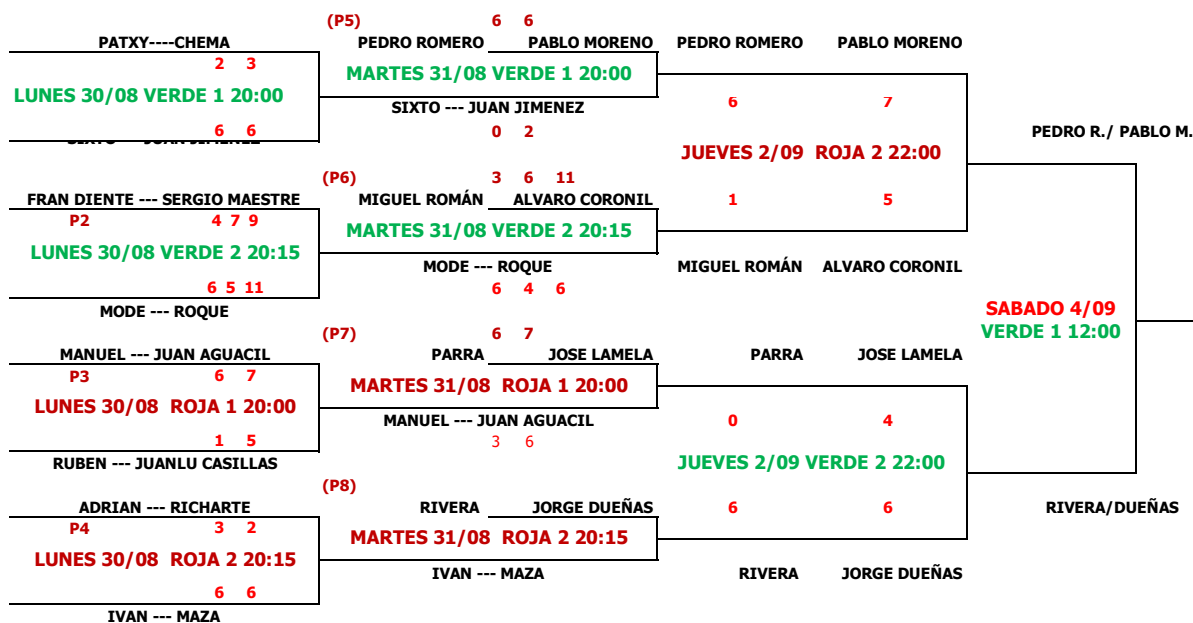 PATXY----CHEMA
2 3
LUNES 30/08 VERDE 1 20:00
6 6
SIXTO --- JUAN JIMENEZ
FRAN DIENTE --- SERGIO MAESTRE
P2 4 7 9
LUNES 30/08 VERDE 2 20:15
6 5 11
MODE --- ROQUE
MANUEL --- JUAN AGUACIL
P3 6 7
LUNES 30/08 ROJA 1 20:00
1 5
RUBEN --- JUANLU CASILLAS
ADRIAN --- RICHARTE
P4 3 2
LUNES 30/08 ROJA 2 20:15
6 6
IVAN --- MAZA
(P5) 6 6
PEDRO ROMERO PABLO MORENO
MARTES 31/08 VERDE 1 20:00
SIXTO --- JUAN JIMENEZ
0 2
(P6) 3 6 11
MIGUEL ROMÁN ALVARO CORONIL
MARTES 31/08 VERDE 2 20:15
MODE --- ROQUE
6 4 6
(P7) 6 7
PARRA JOSE LAMELA
MARTES 31/08 ROJA 1 20:00
MANUEL --- JUAN AGUACIL
3 6
(P8)
RIVERA JORGE DUEÑAS
MARTES 31/08 ROJA 2 20:15
IVAN --- MAZA
PEDRO ROMERO PABLO MORENO
6 7
JUEVES 2/09 ROJA 2 22:00
1 5
MIGUEL ROMÁN ALVARO CORONIL
PARRA JOSE LAMELA
0 4
JUEVES 2/09 VERDE 2 22:00
6 6
RIVERA JORGE DUEÑAS
PEDRO R./ PABLO M.
SABADO 4/09
VERDE 1 12:00
RIVERA/DUEÑAS